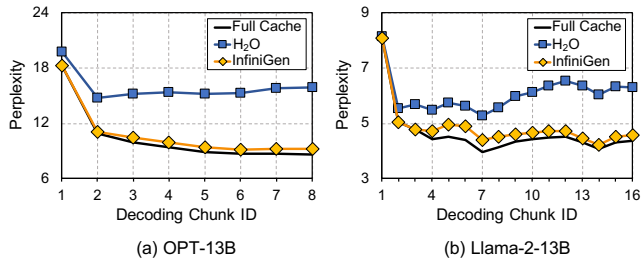 24
18
12
6
Perplexity
Full Cache
H₂O
InfiniGen
1 2 3 4 5 6 7 8
Decoding Chunk ID
(a) OPT-13B
9
7
5
3
Perplexity
Full Cache
H₂O
InfiniGen
1 4 7 10 13 16
Decoding Chunk ID
(b) Llama-2-13B